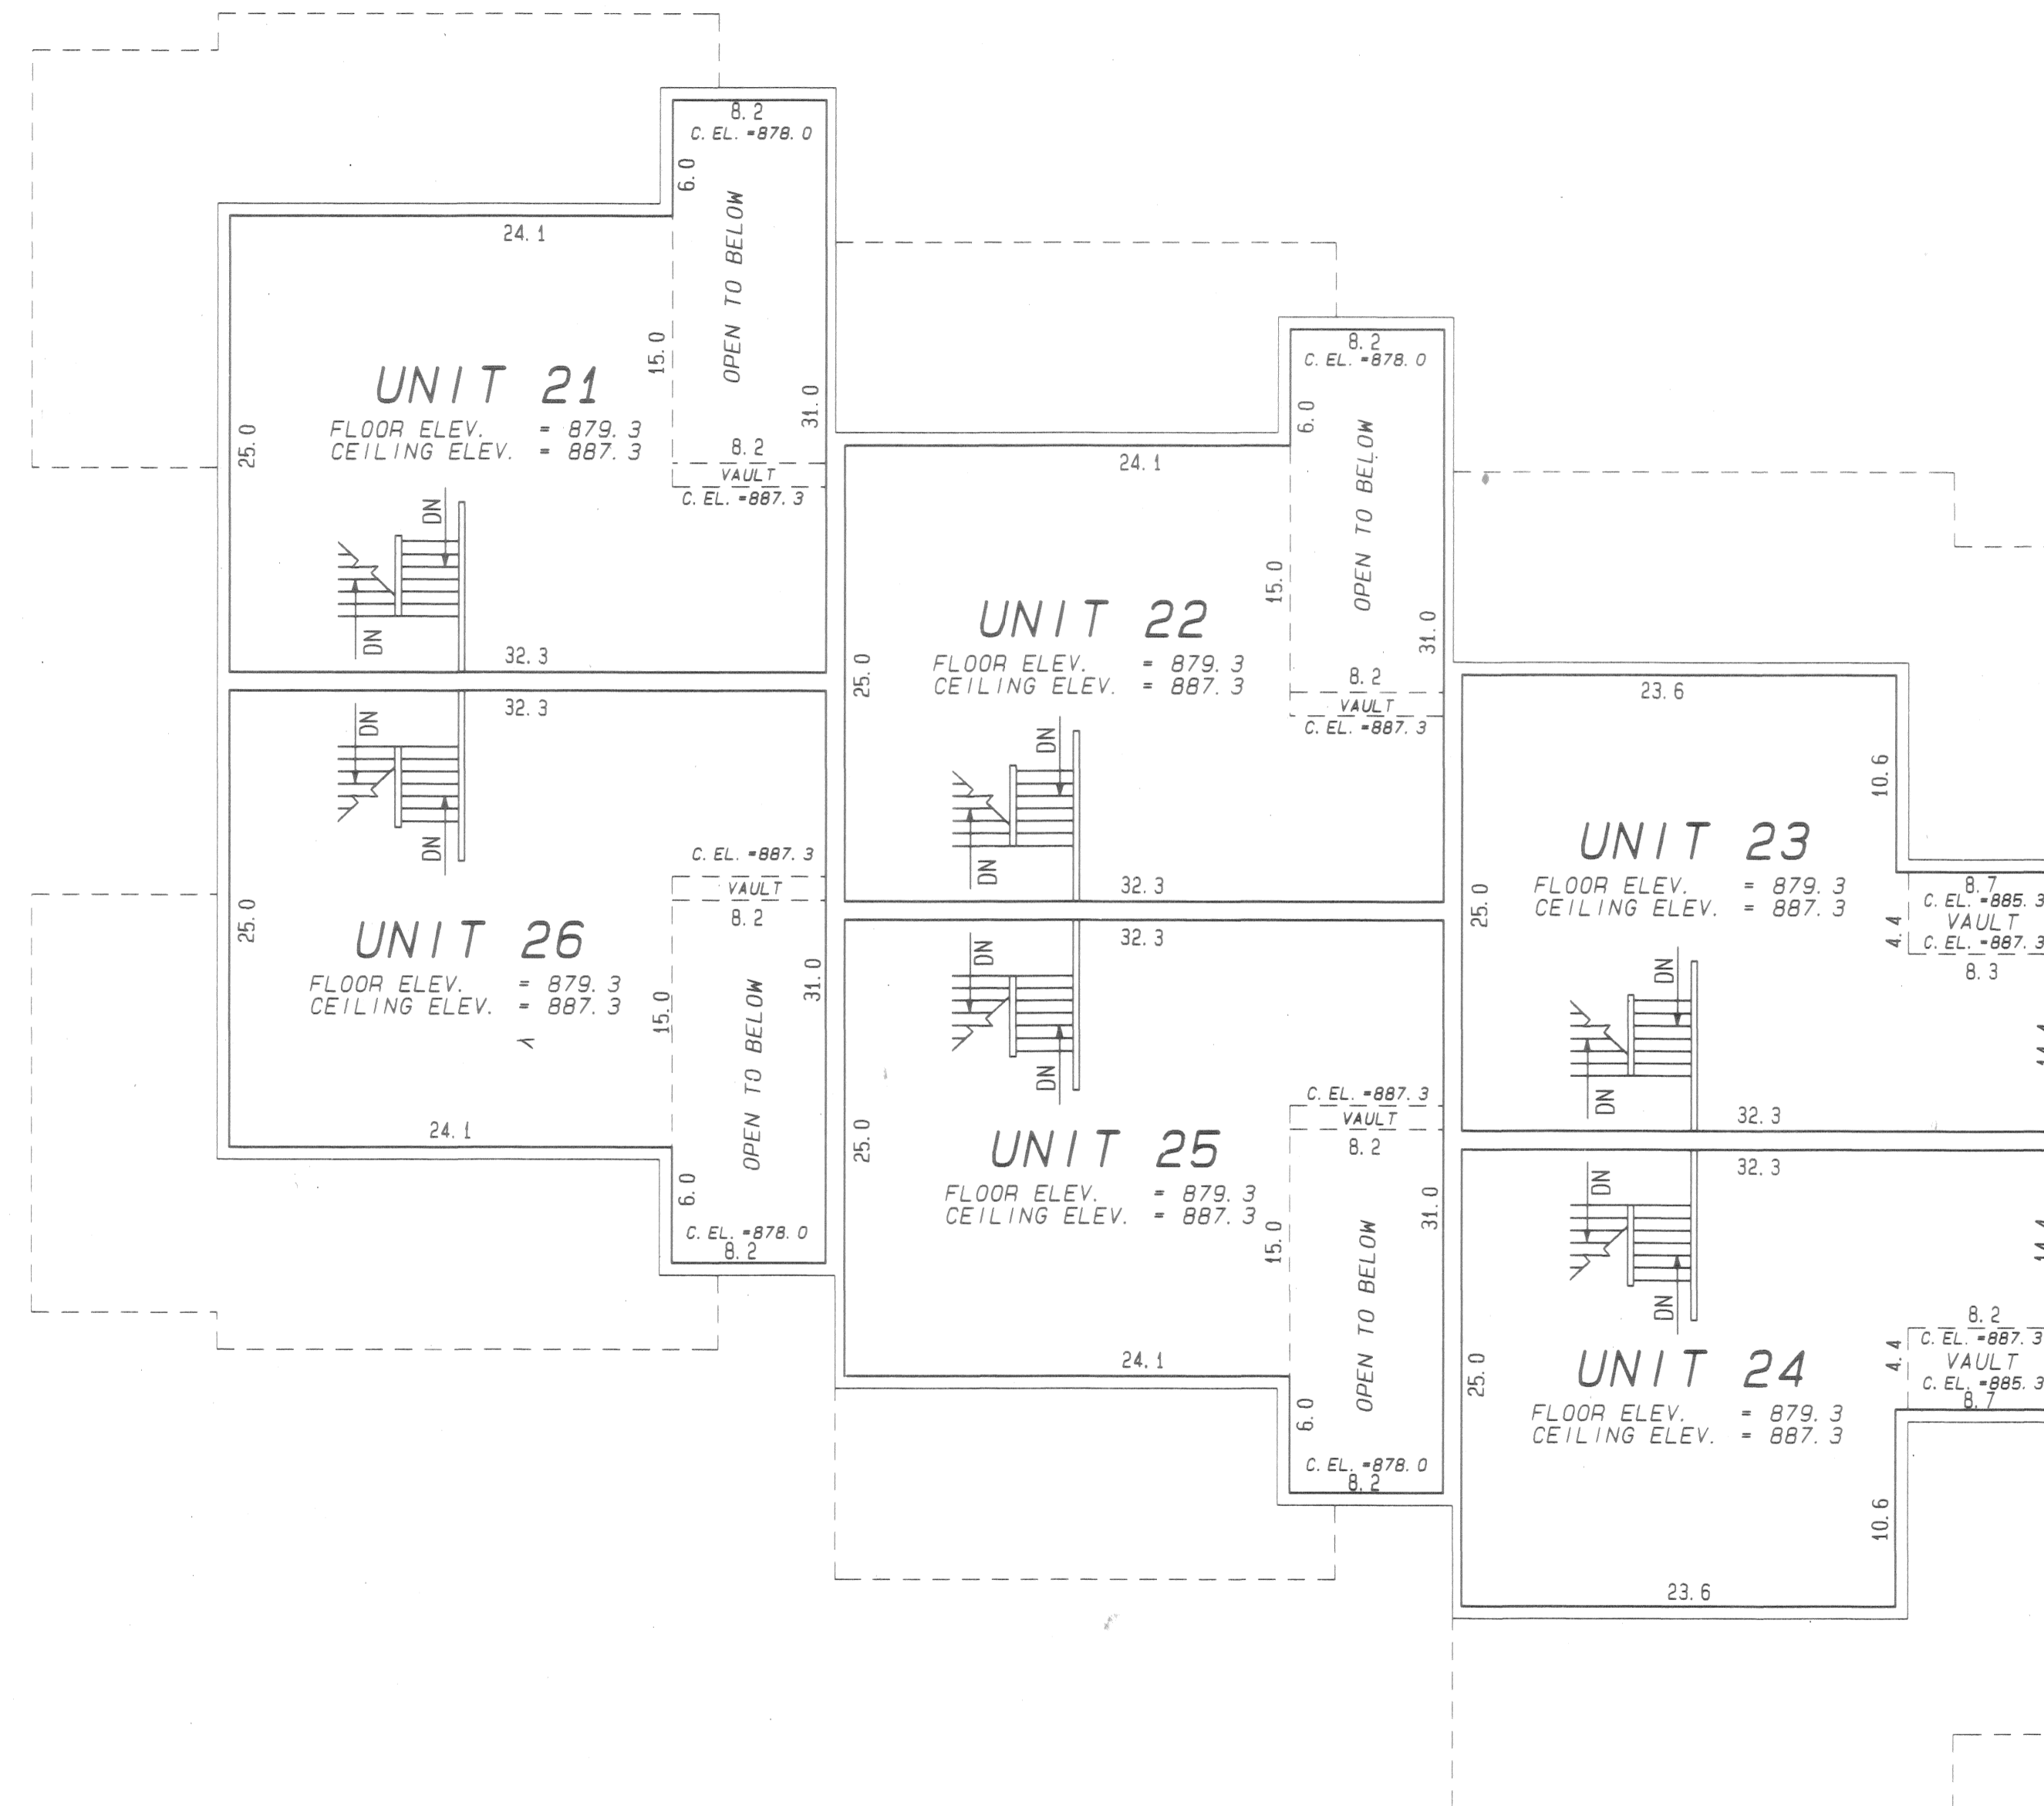 8.2
C. EL. =878.0
6.0
OPEN TO BELOW
24.1
15.0
UNIT 21
31.0
FLOOR ELEV. = 879.3
CEILING ELEV. = 887.3
25.0
8.2
VAULT
C. EL. =887.3
DN
DN
32.3
8.2
C. EL. =878.0
6.0
OPEN TO BELOW
24.1
15.0
UNIT 22
31.0
FLOOR ELEV. = 879.3
CEILING ELEV. = 887.3
25.0
8.2
VAULT
C. EL. =887.3
DN
DN
32.3
23.6
10.6
UNIT 23
FLOOR ELEV. = 879.3
CEILING ELEV. = 887.3
25.0
8.7
C. EL. =885.3
VAULT
4.4
C. EL. =887.3
8.3
DN
DN
32.3
32.3
DN
DN
C. EL. =887.3
VAULT
8.2
25.0
UNIT 26
FLOOR ELEV. = 879.3
CEILING ELEV. = 887.3
31.0
15.0
OPEN TO BELOW
24.1
6.0
C. EL. =878.0
8.2
32.3
DN
DN
C. EL. =887.3
VAULT
8.2
25.0
UNIT 25
FLOOR ELEV. = 879.3
CEILING ELEV. = 887.3
31.0
15.0
OPEN TO BELOW
24.1
6.0
C. EL. =878.0
8.2
32.3
DN
DN
8.2
C. EL. =887.3
4.4
VAULT
C. EL. =885.3
8.7
25.0
UNIT 24
FLOOR ELEV. = 879.3
CEILING ELEV. = 887.3
10.6
23.6